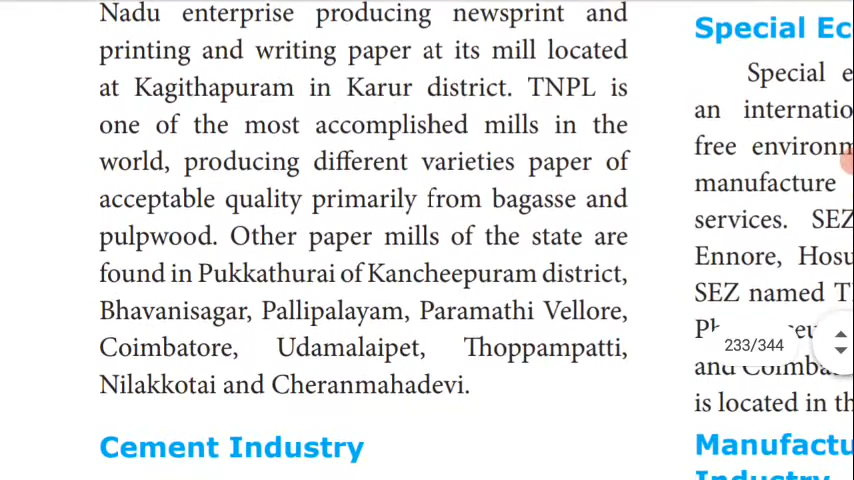 Nadu enterprise producing newsprint and
printing and writing paper at its mill located
at Kagithapuram in Karur district. TNPL is
one of the most accomplished mills in the
world, producing different varieties paper of
acceptable quality primarily from bagasse and
pulpwood. Other paper mills of the state are
found in Pukkathurai of Kancheepuram district,
Bhavanisagar, Pallipalayam, Paramathi Vellore,
Coimbatore, Udamalaipet, Thoppampatti,
Nilakkotai and Cheranmahadevi.
Cement Industry
Special Ec
Special e
an internatio
free environm
manufacture
services. SEZ
Ennore, Hosu
SEZ named T
233/344
and Coimba
is located in th
Manufactu
Industry